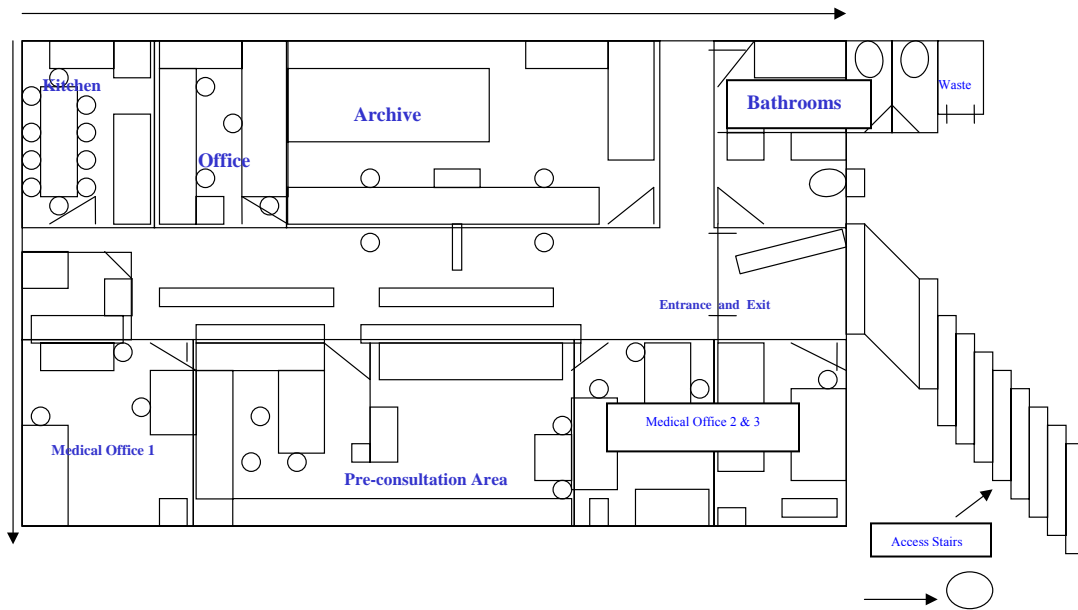 Kitchen
Waste
Bathrooms
Archive
Office
Entrance and Exit
Medical Office 2 & 3
Medical Office 1
Pre-consultation Area
Access Stairs